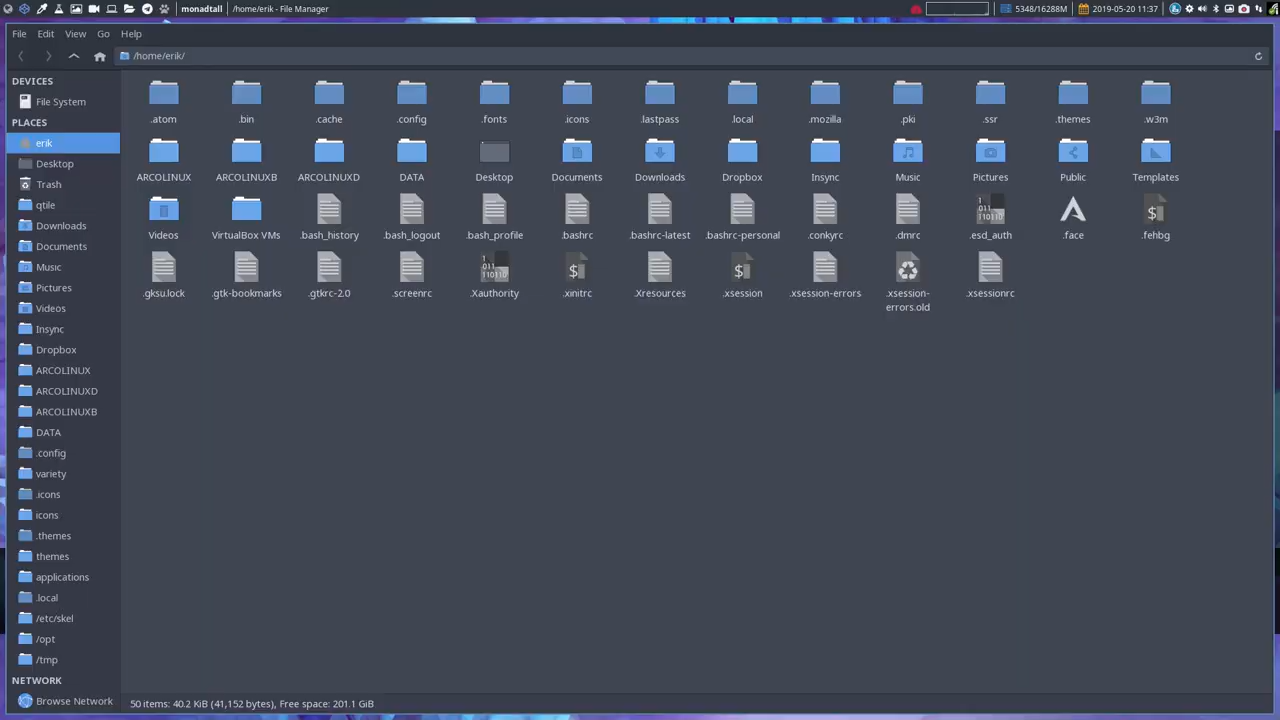 monadtall /home/erik - File Manager 5348/16288M 2019-05-20 11:37
File Edit View Go Help
/home/erik/
DEVICES
File System
PLACES
erik
Desktop
Trash
qtile
Downloads
Documents
Music
Pictures
Videos
Insync
Dropbox
ARCOLINUX
ARCOLINUXD
ARCOLINUXB
DATA
.config
variety
.icons
icons
.themes
themes
applications
.local
/etc/skel
/opt
/tmp
NETWORK
Browse Network
.atom .bin .cache .config .fonts .icons .lastpass .local .mozilla .pki .ssr .themes .w3m
ARCOLINUX ARCOLINUXB ARCOLINUXD DATA Desktop Documents Downloads Dropbox Insync Music Pictures Public Templates
Videos VirtualBox VMs .bash_history .bash_logout .bash_profile .bashrc .bashrc-latest .bashrc-personal .conkyrc .dmrc .esd_auth .face .fehbg
.gksu.lock .gtk-bookmarks .gtkrc-2.0 .screenrc .Xauthority .xinitrc .Xresources .xsession .xsession-errors .xsession-errors.old .xsessionrc
50 items: 40.2 KiB (41,152 bytes), Free space: 201.1 GiB